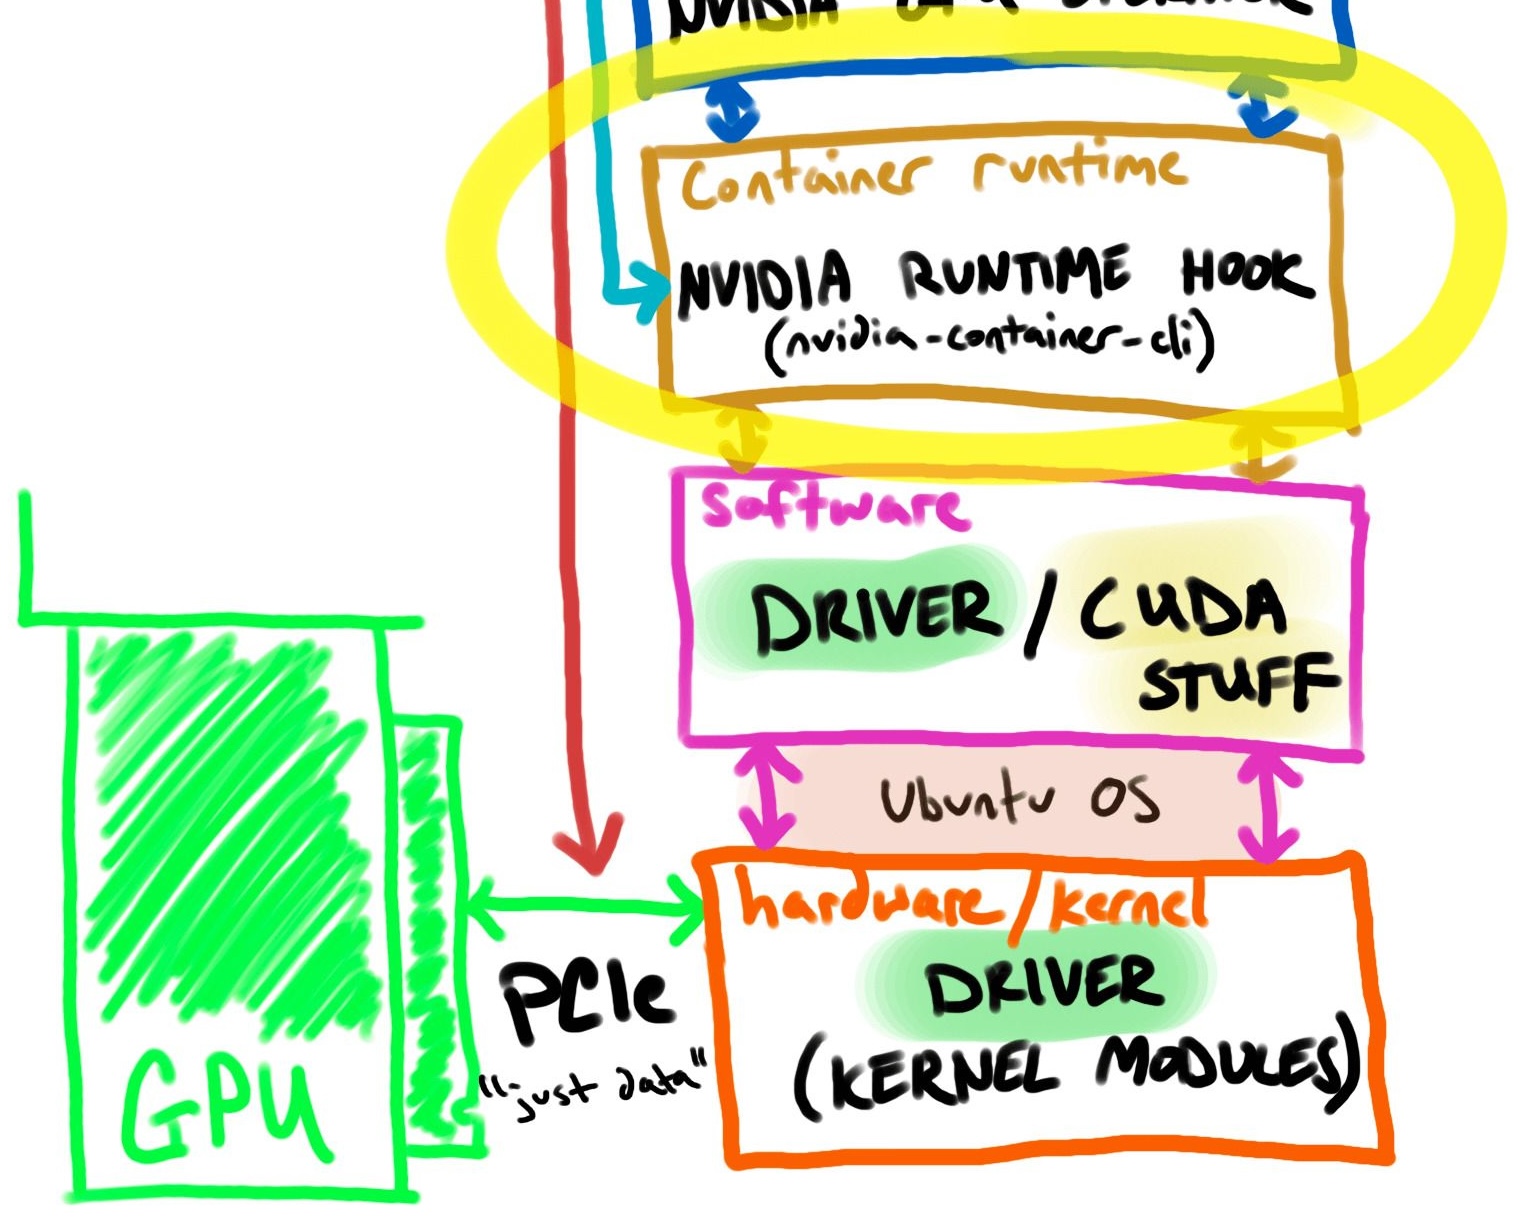 NVIDIA
Container runtime
NVIDIA RUNTIME HOOK
(nvidia-container-cli)
Software
DRIVER / CUDA
STUFF
Ubuntu OS
hardware/kernel
DRIVER
(KERNEL MODULES)
PCIe
"just data"
GPU